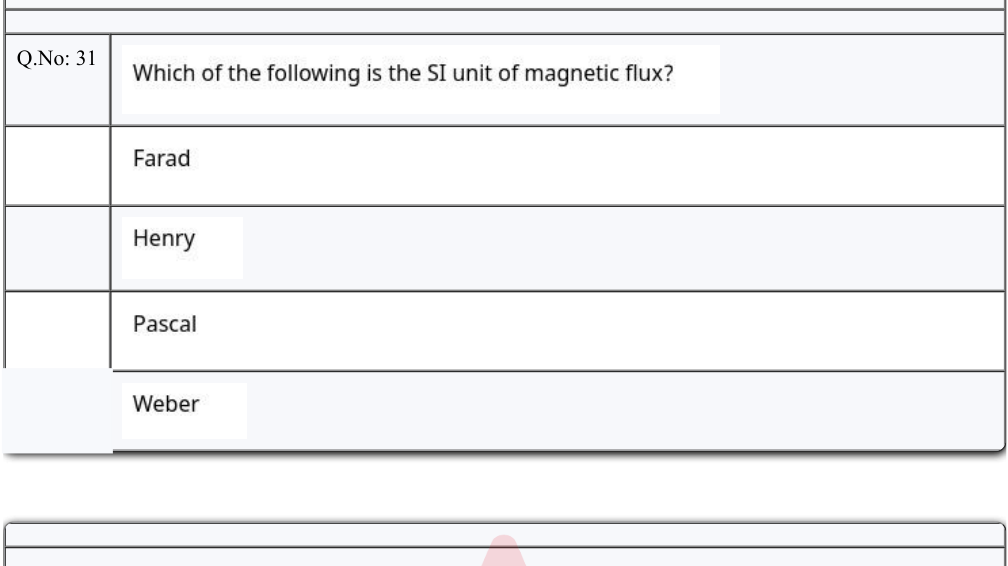 Q.No: 31
Which of the following is the SI unit of magnetic flux?
Farad
Henry
Pascal
Weber